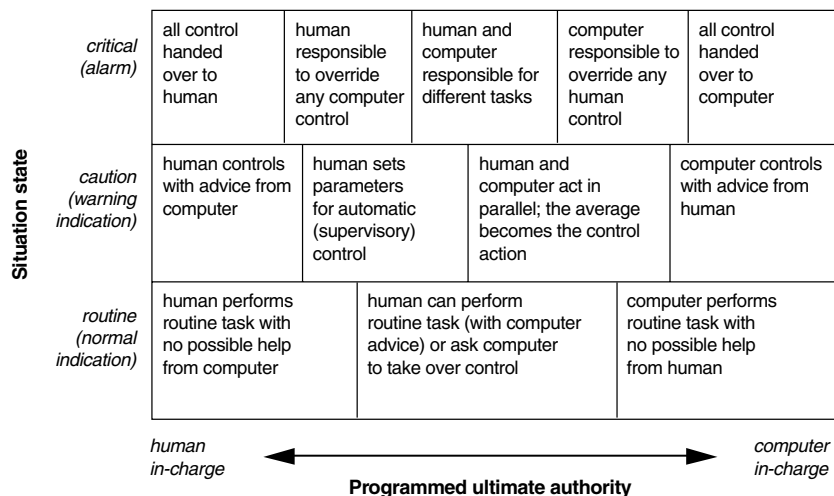 critical
(alarm)
all control
handed
over to
human
human
responsible
to override
any computer
control
human and
computer
responsible for
different tasks
computer
responsible to
override any
human
control
all control
handed
over to
computer
Situation state
caution
(warning
indication)
human controls
with advice from
computer
human sets
parameters
for automatic
(supervisory)
control
human and
computer act in
parallel; the average
becomes the control
action
computer controls
with advice from
human
routine
(normal
indication)
human performs
routine task with
no possible help
from computer
human can perform
routine task (with computer
advice) or ask computer
to take over control
computer performs
routine task with
no possible help
from human
human
in-charge
computer
in-charge
Programmed ultimate authority